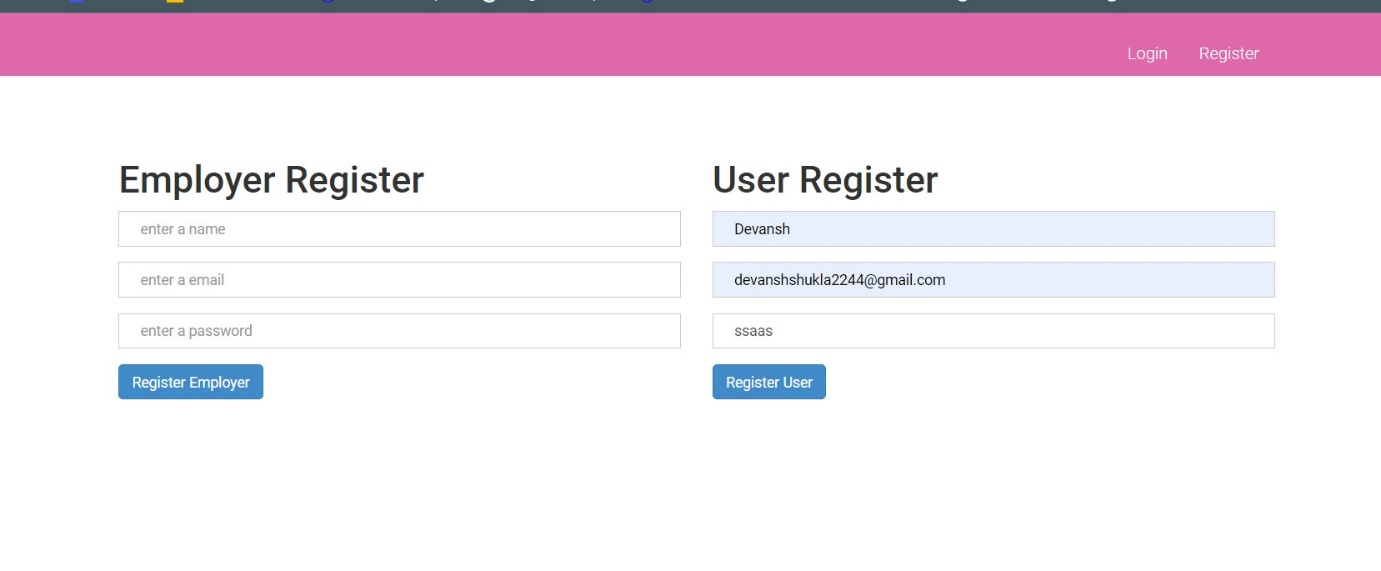 Login Register
Employer Register
enter a name
enter a email
enter a password
Register Employer
User Register
Devansh
devanshshukla2244@gmail.com
ssaas
Register User